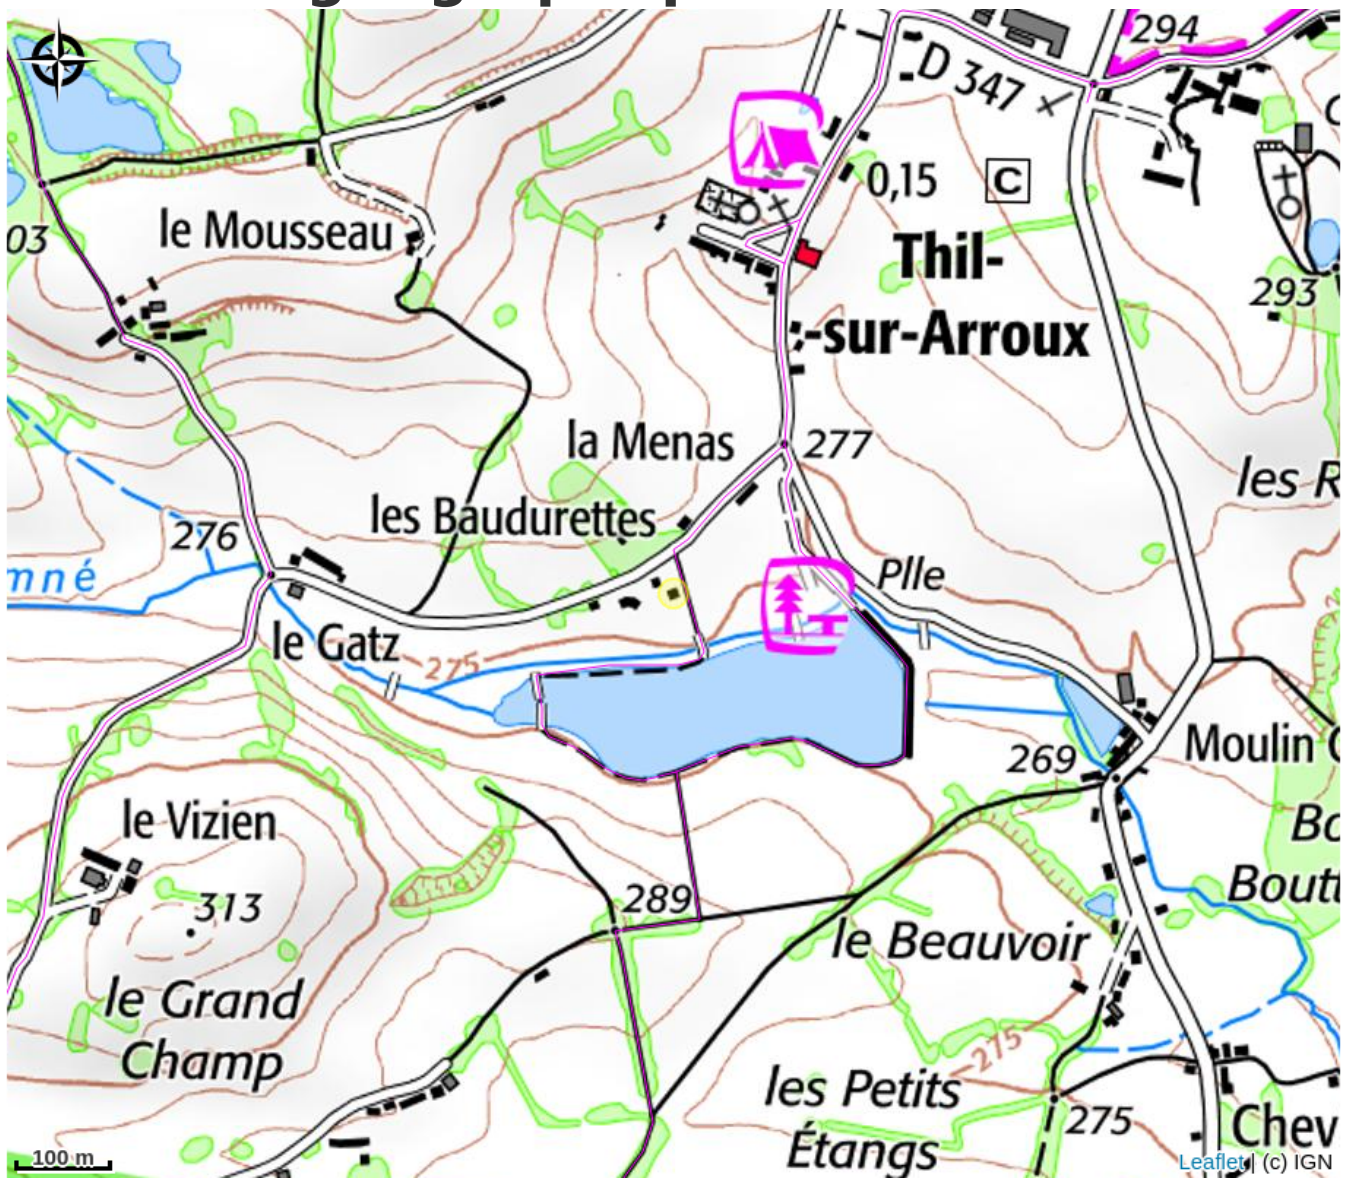 294
D 347
0,15
C
le Mousseau
03
Thil-
-sur-Arroux
293
la Menas
277
les R
les Baudurettes
276
mné
Plle
le Gatz
275
269
Moulin
le Vizien
Bo
Boutt
289
313
le Beauvoir
le Grand
Champ
275
les Petits
Étangs
275
Chev
100 m
Leaflet | (c) IGN